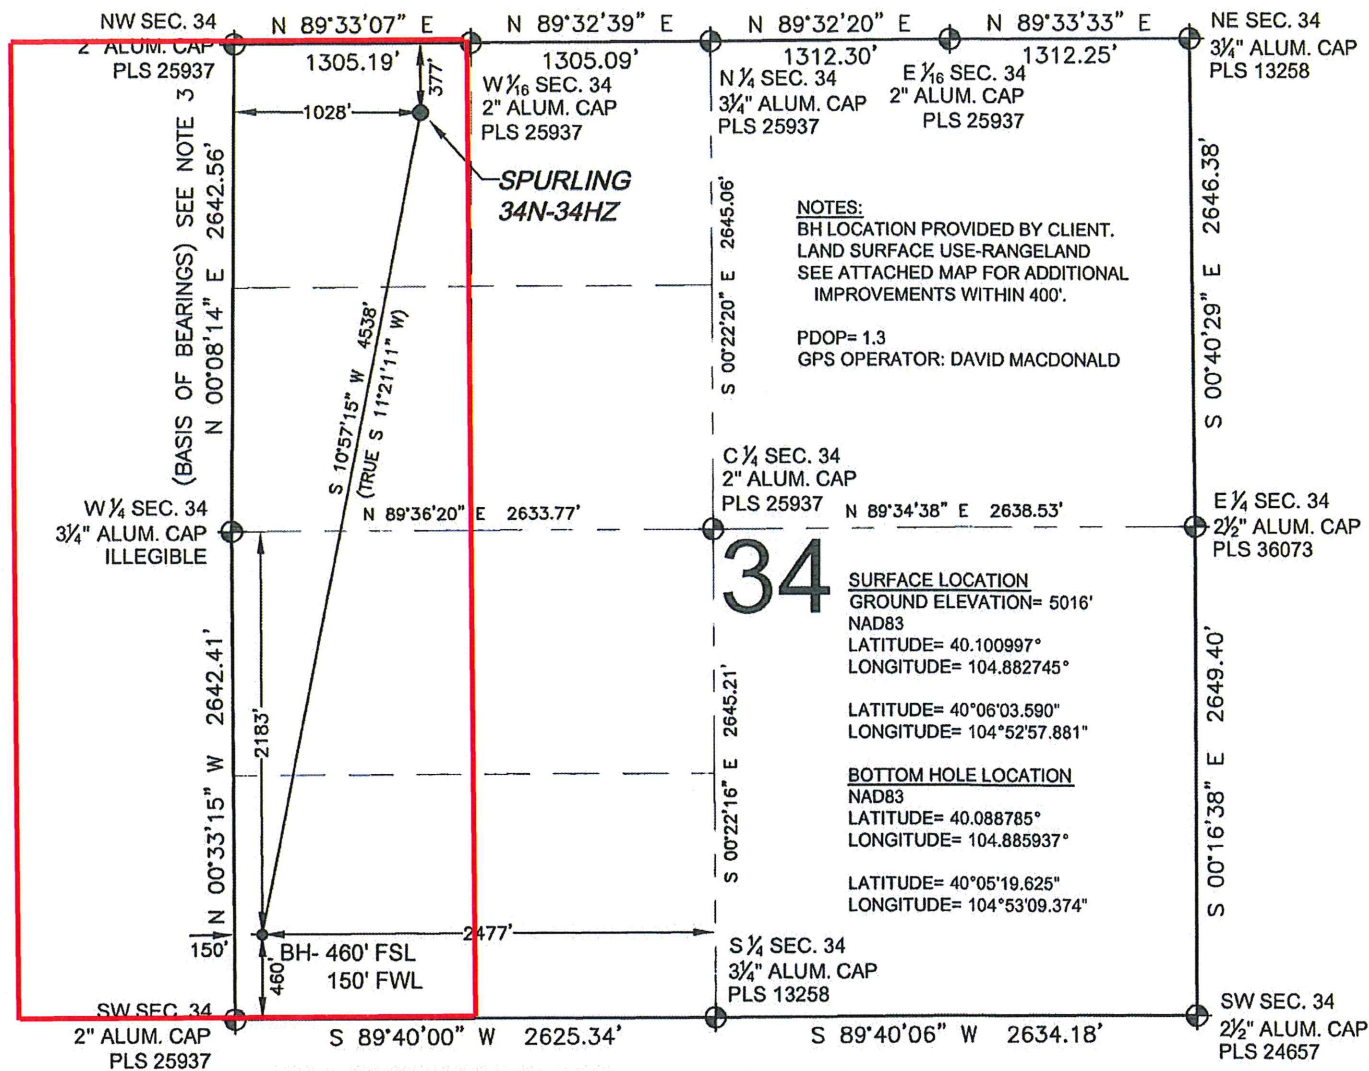 NW SEC. 34
2" ALUM. CAP
PLS 25937
N 89°33'07" E
1305.19'
N 89°32'39" E
1305.09'
N 89°32'20" E
1312.30'
N 89°33'33" E
1312.25'
NE SEC. 34
3¼" ALUM. CAP
PLS 13258
W 1/16 SEC. 34
2" ALUM. CAP
PLS 25937
N ¼ SEC. 34
3¼" ALUM. CAP
PLS 25937
E 1/16 SEC. 34
2" ALUM. CAP
PLS 25937
377'
1028'
SPURLING
34N-34HZ
(BASIS OF BEARINGS) SEE NOTE 3
N 00°08'14" E 2642.56'
S 00°22'20" E 2645.06'
S 00°40'29" E 2646.38'
NOTES:
BH LOCATION PROVIDED BY CLIENT.
LAND SURFACE USE-RANGELAND
SEE ATTACHED MAP FOR ADDITIONAL
IMPROVEMENTS WITHIN 400'.
PDOP= 1.3
GPS OPERATOR: DAVID MACDONALD
S 10°57'15" W 4538'
(TRUE S 11°21'11" W)
C ¼ SEC. 34
2" ALUM. CAP
PLS 25937
W ¼ SEC. 34
3¼" ALUM. CAP
ILLEGIBLE
N 89°36'20" E 2633.77'
N 89°34'38" E 2638.53'
E ¼ SEC. 34
2½" ALUM. CAP
PLS 36073
34
SURFACE LOCATION
GROUND ELEVATION= 5016'
NAD83
LATITUDE= 40.100997°
LONGITUDE= 104.882745°
LATITUDE= 40°06'03.590"
LONGITUDE= 104°52'57.881"
BOTTOM HOLE LOCATION
NAD83
LATITUDE= 40.088785°
LONGITUDE= 104.885937°
LATITUDE= 40°05'19.625"
LONGITUDE= 104°53'09.374"
N 00°33'15" W 2642.41'
2183'
S 00°22'16" E 2645.21'
S 00°16'38" E 2649.40'
150'
2477'
BH- 460' FSL
150' FWL
460'
S ¼ SEC. 34
3¼" ALUM. CAP
PLS 13258
SW SEC. 34
2" ALUM. CAP
PLS 25937
S 89°40'00" W 2625.34'
S 89°40'06" W 2634.18'
SW SEC. 34
2½" ALUM. CAP
PLS 24657